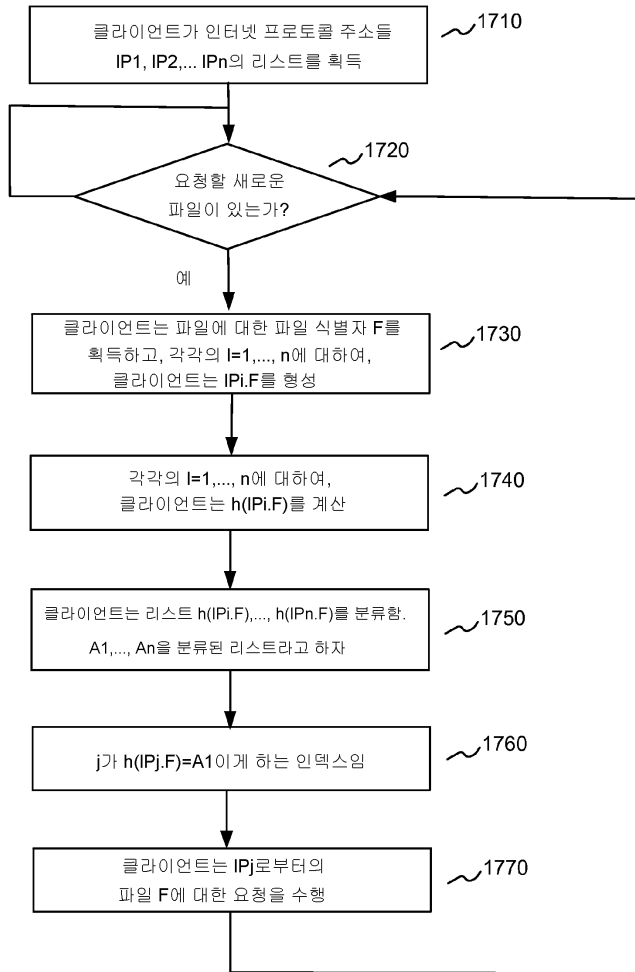 클라이언트가 인터넷 프로토콜 주소들
IP1, IP2,... IPn의 리스트를 획득
1710
1720
요청할 새로운
파일이 있는가?
예
클라이언트는 파일에 대한 파일 식별자 F를
획득하고, 각각의 I=1,..., n에 대하여,
클라이언트는 IPi.F를 형성
1730
각각의 I=1,..., n에 대하여,
클라이언트는 h(IPi.F)를 계산
1740
클라이언트는 리스트 h(IPi.F),..., h(IPn.F)를 분류함.
A1,..., An을 분류된 리스트라고 하자
1750
j가 h(IPj.F)=A1이게 하는 인덱스임
1760
클라이언트는 IPj로부터의
파일 F에 대한 요청을 수행
1770